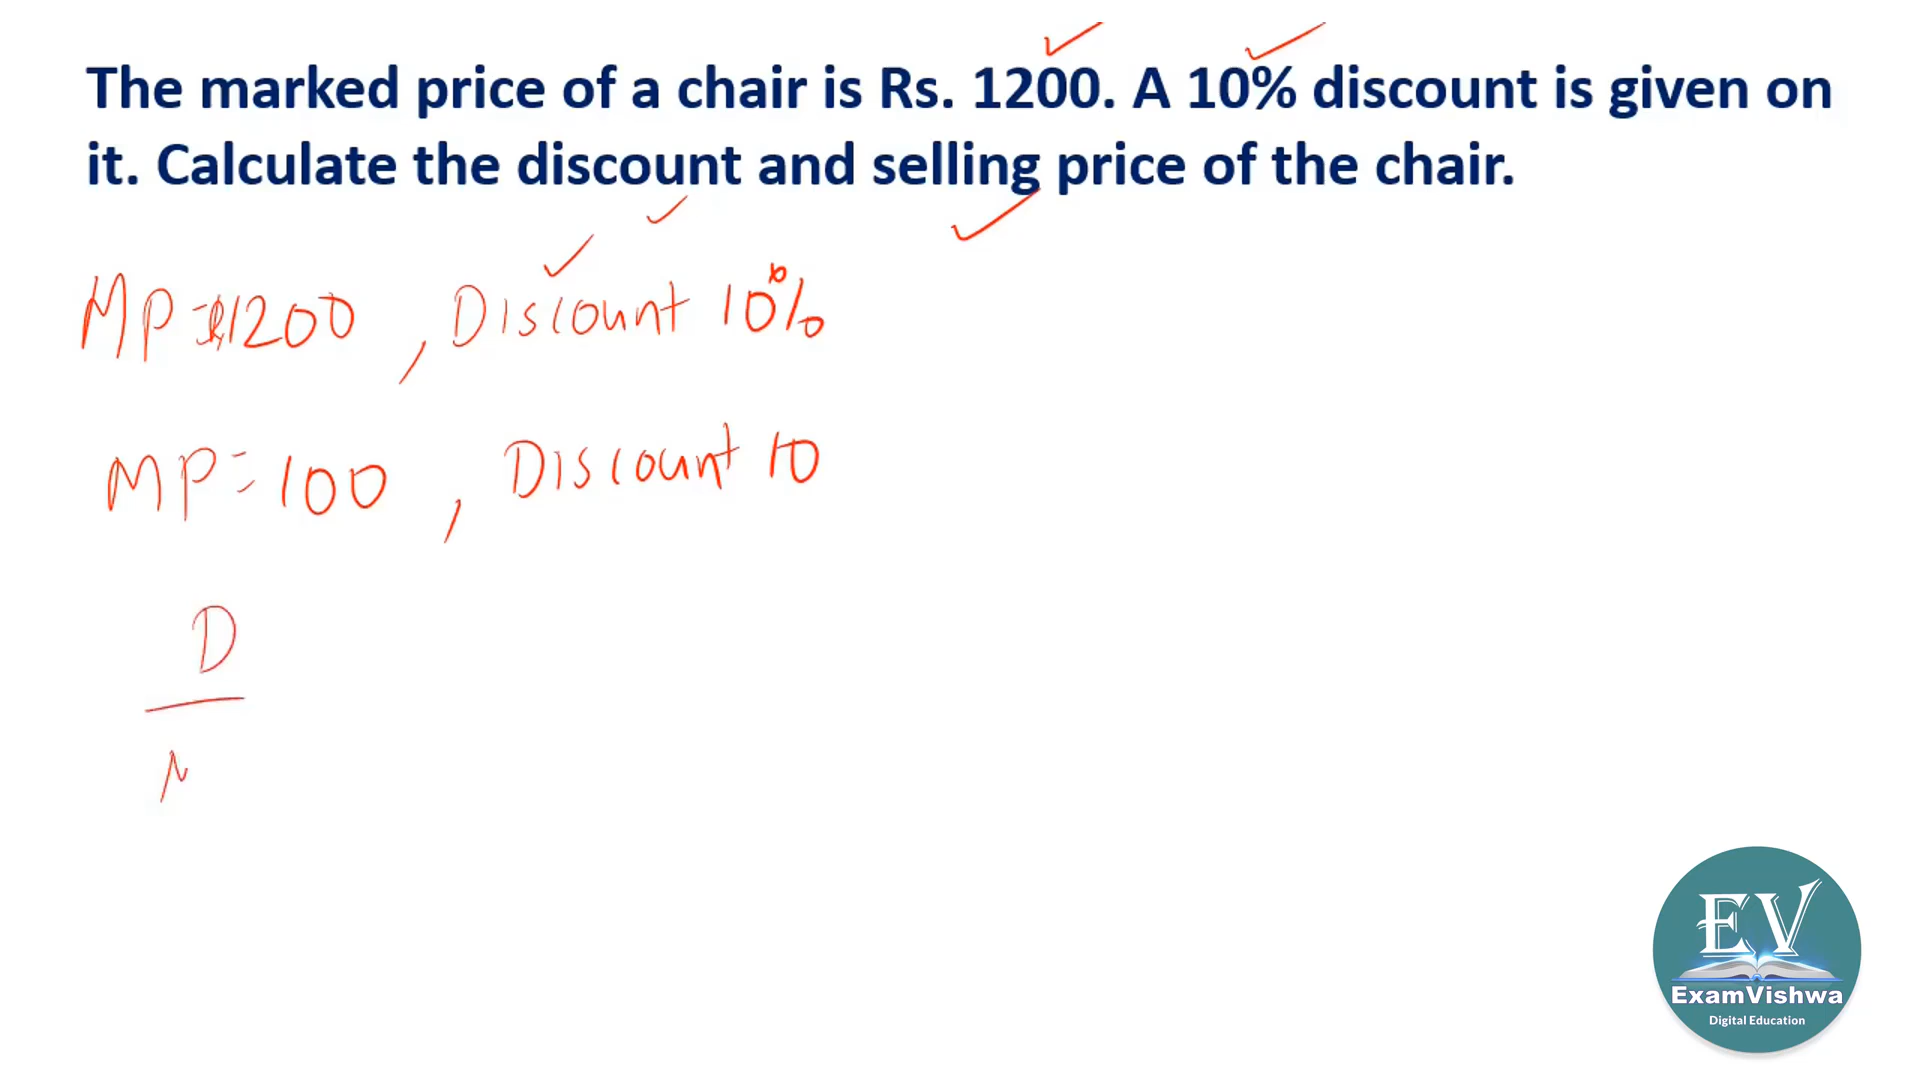 The marked price of a chair is Rs. 1200. A 10% discount is given on
it. Calculate the discount and selling price of the chair.
MP = ₹1200 , Discount 10%
MP = 100 , Discount 10
D
EV
ExamVishwa
Digital Education